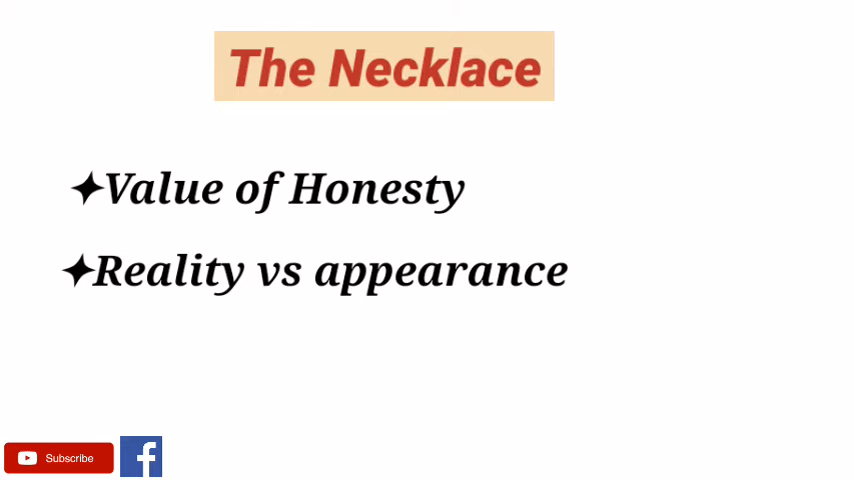 The Necklace
✦Value of Honesty
✦Reality vs appearance
Subscribe